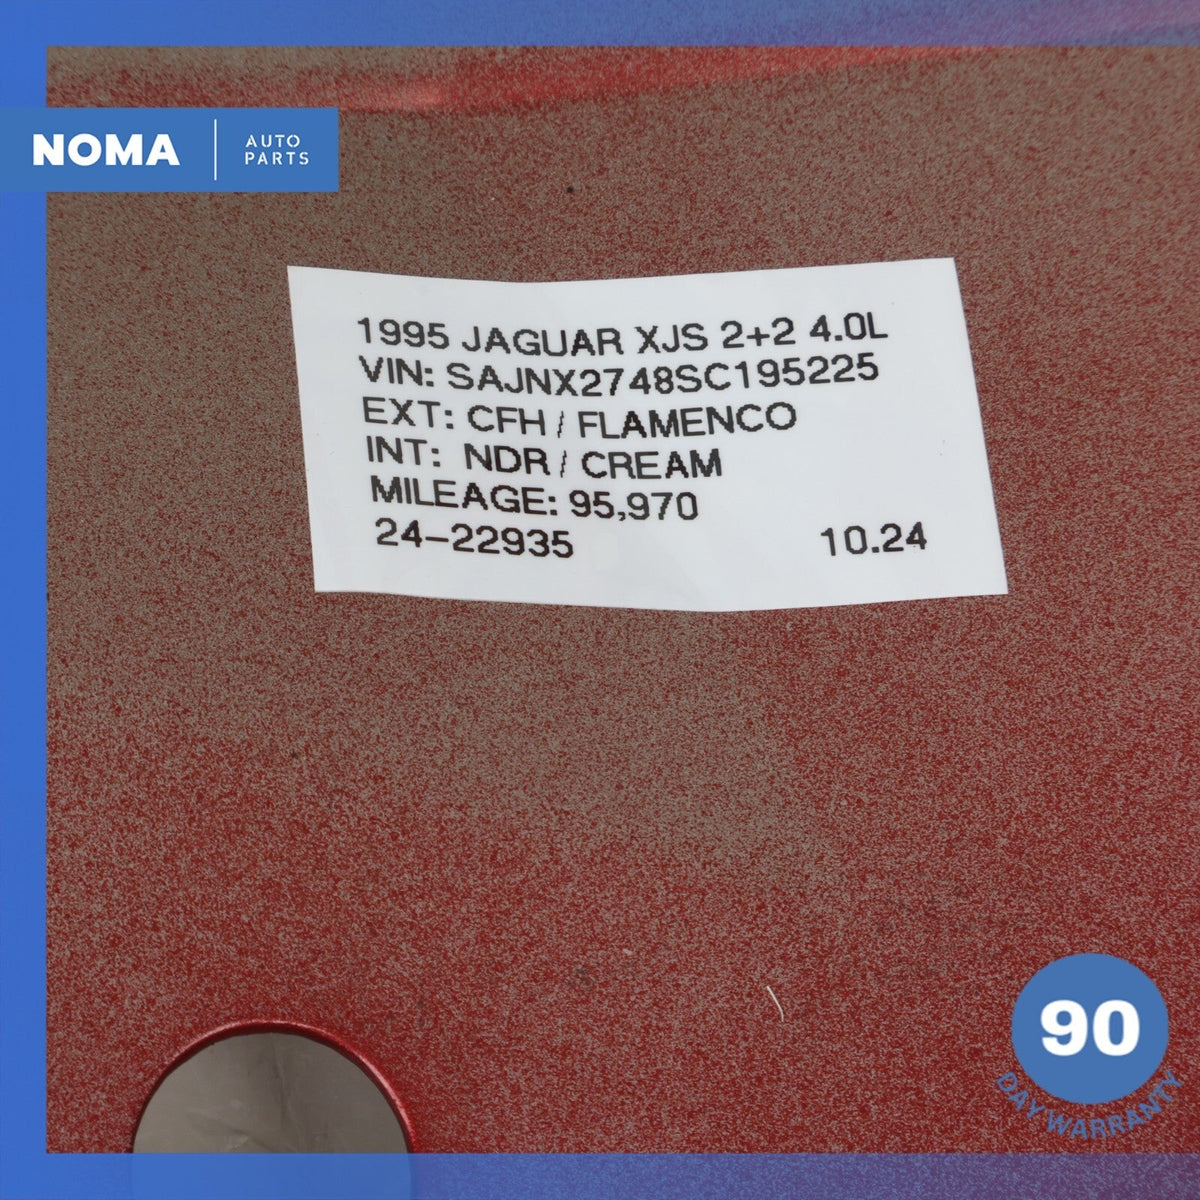 NOMA
AUTO
PARTS
1995 JAGUAR XJS 2+2 4.0L
VIN: SAJNX2748SC195225
EXT: CFH / FLAMENCO
INT: NDR / CREAM
MILEAGE: 95,970
24-22935 10.24
90
DAY WARRANTY